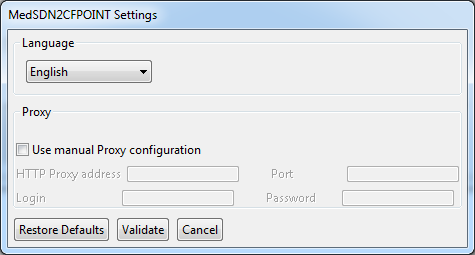 MedSDN2CFPOINT Settings
Language
English
Proxy
Use manual Proxy configuration
HTTP Proxy address Port
Login Password
Restore Defaults Validate Cancel